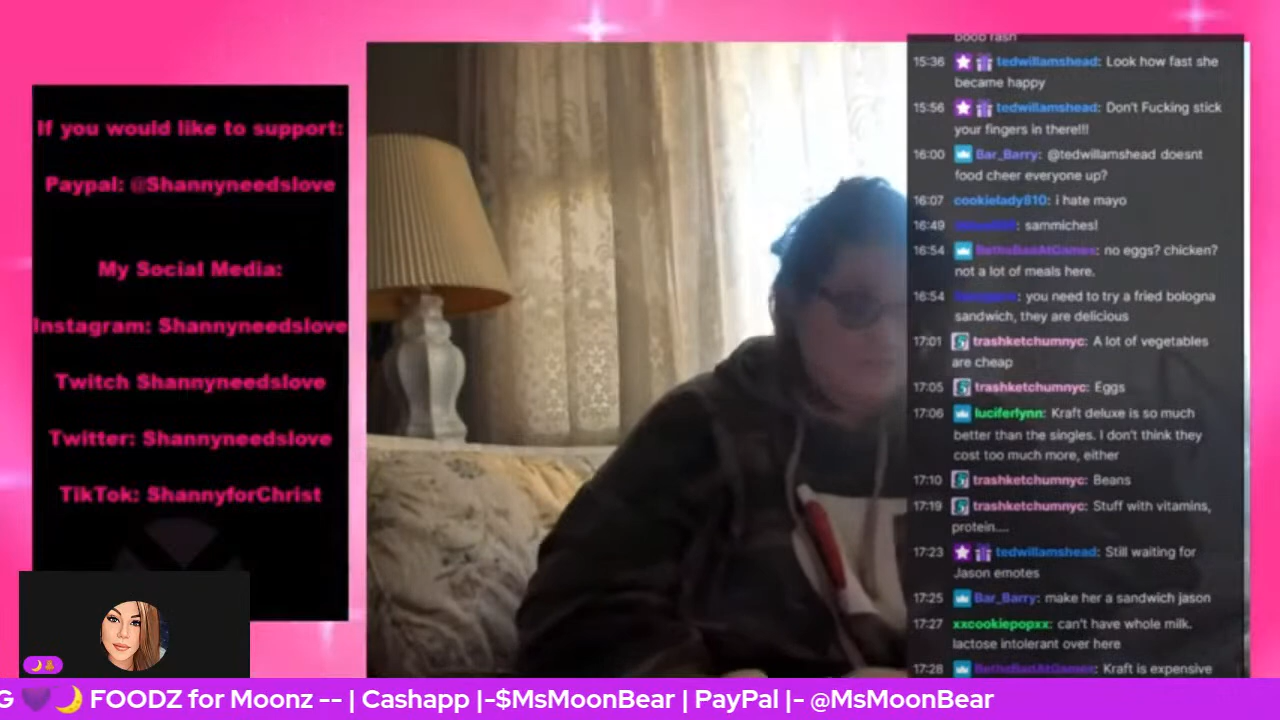 If you would like to support:
Paypal: @Shannyneedslove
My Social Media:
Instagram: Shannyneedslove
Twitch Shannyneedslove
Twitter: Shannyneedslove
TikTok: ShannyforChrist
booo rash
15:36 tedwillamshead: Look how fast she
became happy
15:56 tedwillamshead: Don't Fucking stick
your fingers in there!!!
16:00 Bar_Barry: @tedwillamshead doesnt
food cheer everyone up?
16:07 cookielady810: i hate mayo
16:49 : sammiches!
16:54 BethsBadAtGames: no eggs? chicken?
not a lot of meals here.
16:54 : you need to try a fried bologna
sandwich, they are delicious
17:01 trashketchumnyc: A lot of vegetables
are cheap
17:05 trashketchumnyc: Eggs
17:06 luciferlynn: Kraft deluxe is so much
better than the singles. I don't think they
cost too much more, either
17:10 trashketchumnyc: Beans
17:19 trashketchumnyc: Stuff with vitamins,
protein....
17:23 tedwillamshead: Still waiting for
Jason emotes
17:25 Bar_Barry: make her a sandwich jason
17:27 xxcookiepopxx: can't have whole milk.
lactose intolerant over here
17:28 BethsBadAtGames: Kraft is expensive
G 💜🌙 FOODZ for Moonz -- | Cashapp |-$MsMoonBear | PayPal |- @MsMoonBear